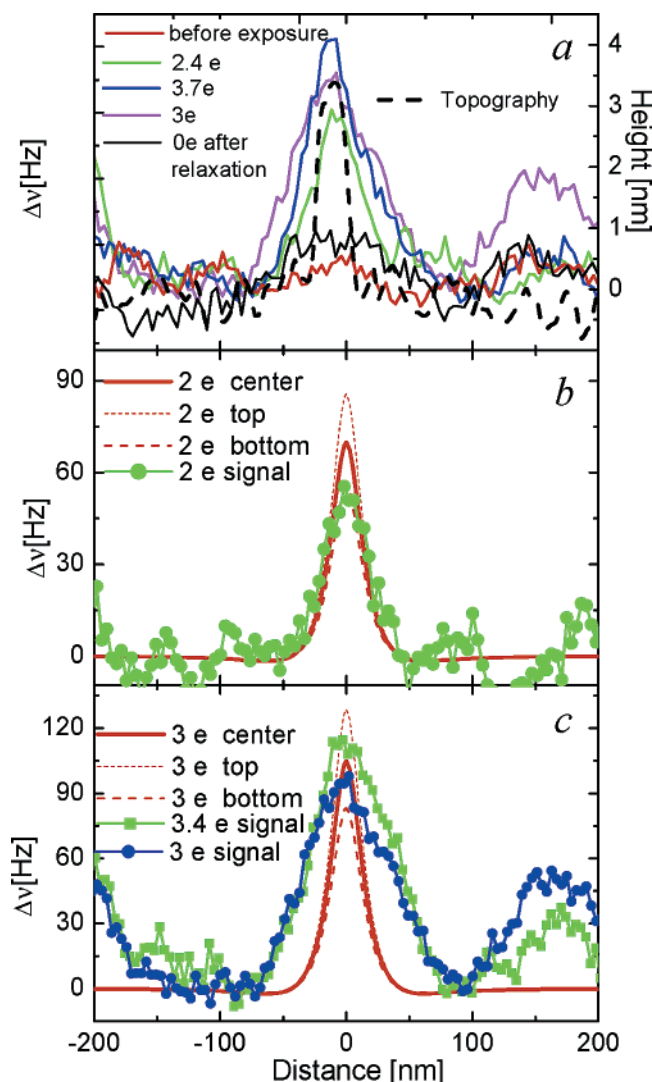 a
before exposure
2.4 e
3.7e
3e
0e after
relaxation
Topography
Δν[Hz]
Height [nm]
4
3
2
1
0
b
2 e center
2 e top
2 e bottom
2 e signal
Δν[Hz]
90
60
30
0
c
3 e center
3 e top
3 e bottom
3.4 e signal
3 e signal
Δν[Hz]
120
90
60
30
0
-200 -100 0 100 200
Distance [nm]